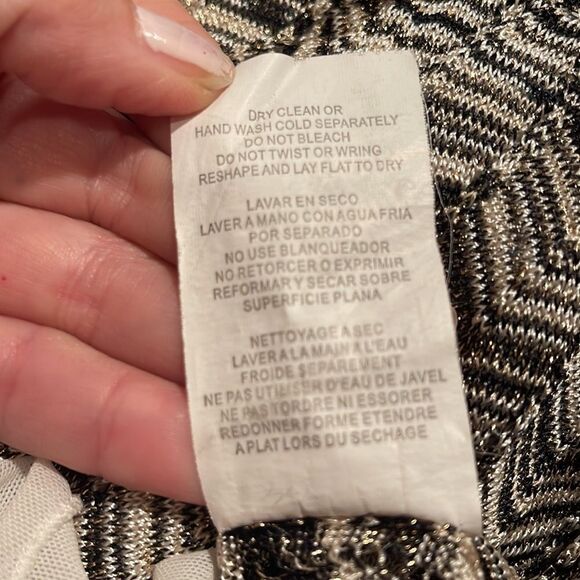 DRY CLEAN OR
HAND WASH COLD SEPARATELY
DO NOT BLEACH
DO NOT TWIST OR WRING
RESHAPE AND LAY FLAT TO DRY
LAVAR EN SECO
LAVER A MANO CON AGUA FRIA
POR SEPARADO
NO USE BLANQUEADOR
NO RETORCER O EXPRIMIR
REFORMAR Y SECAR SOBRE
SUPERFICIE PLANA
NETTOYAGE A SEC
LAVER A LA MAIN A L'EAU
FROIDE SEPAREMENT
NE PAS UTILISER D'EAU DE JAVEL
NE PAS TORDRE NI ESSORER
REDONNER FORME ETENDRE
A PLAT LORS DU SECHAGE